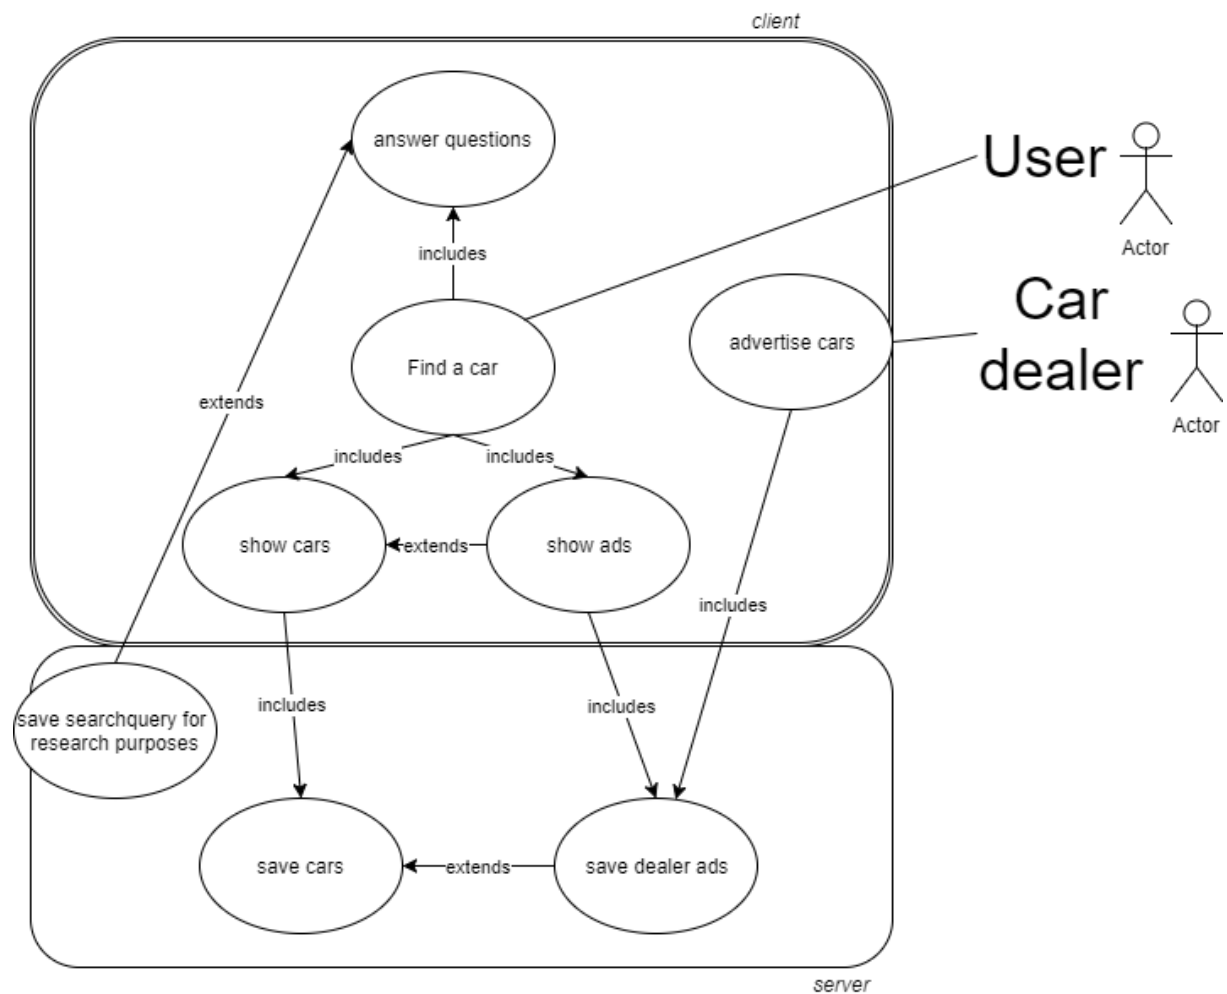 client
answer questions
User
Actor
includes
Car
dealer
Actor
advertise cars
Find a car
extends
includes
includes
show cars
extends
show ads
includes
includes
includes
save searchquery for
research purposes
save cars
extends
save dealer ads
server